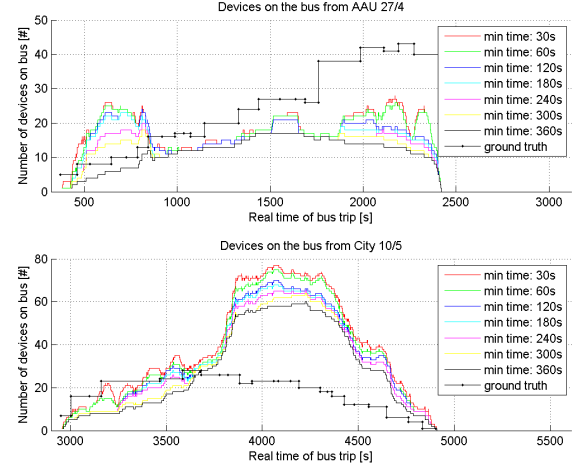 Devices on the bus from AAU 27/4
Number of devices on bus [#]
50
40
30
20
10
0
500
1000
1500
2000
2500
3000
Real time of bus trip [s]
min time: 30s
min time: 60s
min time: 120s
min time: 180s
min time: 240s
min time: 300s
min time: 360s
ground truth
Devices on the bus from City 10/5
Number of devices on bus [#]
80
60
40
20
0
3000
3500
4000
4500
5000
5500
Real time of bus trip [s]
min time: 30s
min time: 60s
min time: 120s
min time: 180s
min time: 240s
min time: 300s
min time: 360s
ground truth